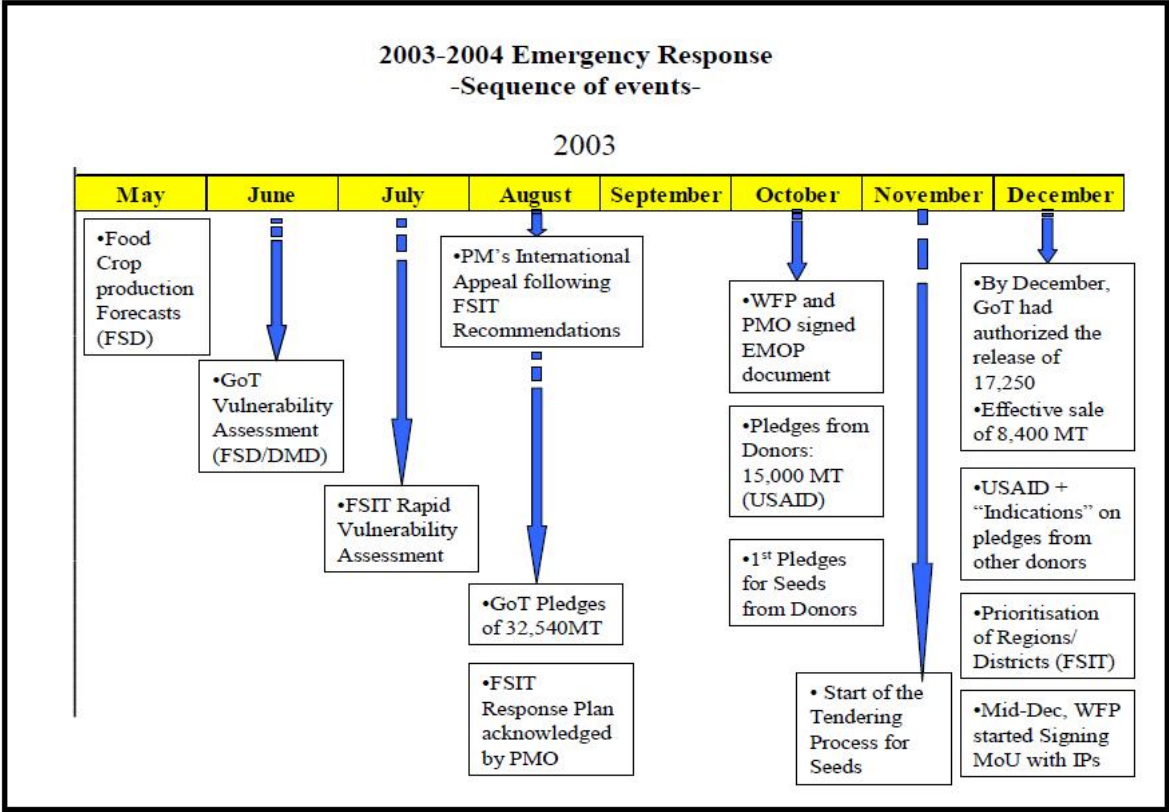 2003-2004 Emergency Response
-Sequence of events-
2003
May June July August September October November December
•Food
Crop
production
Forecasts
(FSD)
•GoT
Vulnerability
Assessment
(FSD/DMD)
•FSIT Rapid
Vulnerability
Assessment
•PM’s International
Appeal following
FSIT
Recommendations
•GoT Pledges
of 32,540MT
•FSIT
Response Plan
acknowledged
by PMO
•WFP and
PMO signed
EMOP
document
•Pledges from
Donors:
15,000 MT
(USAID)
•1st Pledges
for Seeds
from Donors
• Start of the
Tendering
Process for
Seeds
•By December,
GoT had
authorized the
release of
17,250
•Effective sale
of 8,400 MT
•USAID +
“Indications” on
pledges from
other donors
•Prioritisation
of Regions/
Districts (FSIT)
•Mid-Dec, WFP
started Signing
MoU with IPs